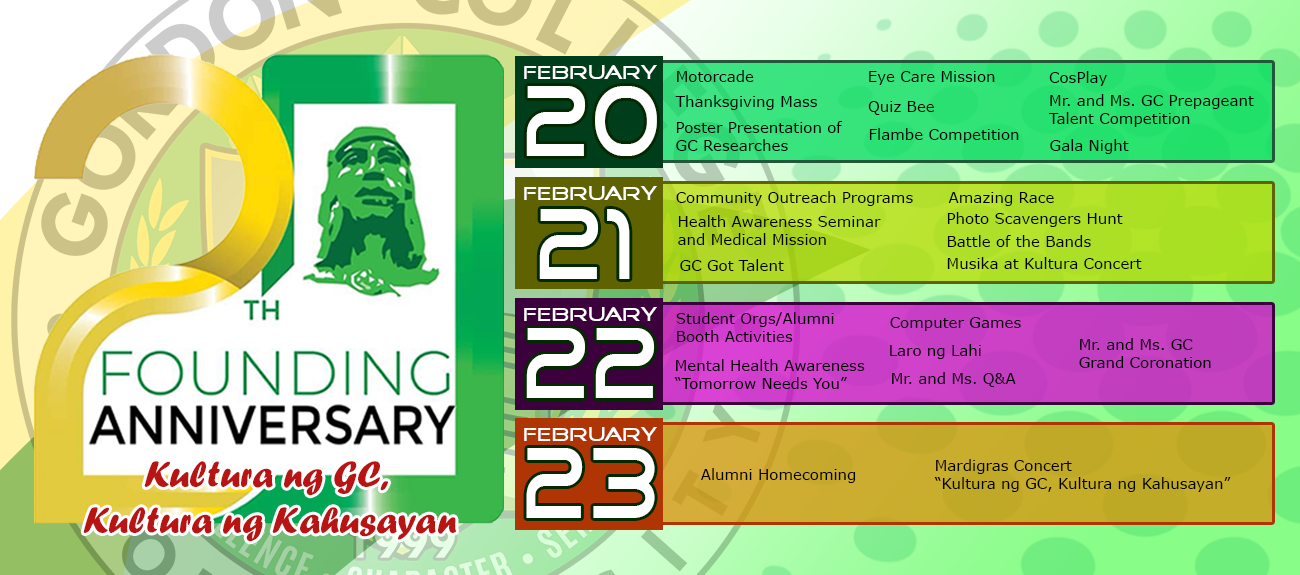 GORDON COLLEGE
TH
FOUNDING
ANNIVERSARY
Kultura ng GC,
Kultura ng Kahusayan
1999
CHARACTER • SER
FEBRUARY
20
Motorcade
Thanksgiving Mass
Poster Presentation of
GC Researches
Eye Care Mission
Quiz Bee
Flambe Competition
CosPlay
Mr. and Ms. GC Prepageant
Talent Competition
Gala Night
FEBRUARY
21
Community Outreach Programs
Health Awareness Seminar
and Medical Mission
GC Got Talent
Amazing Race
Photo Scavengers Hunt
Battle of the Bands
Musika at Kultura Concert
FEBRUARY
22
Student Orgs/Alumni
Booth Activities
Mental Health Awareness
“Tomorrow Needs You”
Computer Games
Laro ng Lahi
Mr. and Ms. Q&A
Mr. and Ms. GC
Grand Coronation
FEBRUARY
23
Alumni Homecoming
Mardigras Concert
“Kultura ng GC, Kultura ng Kahusayan”